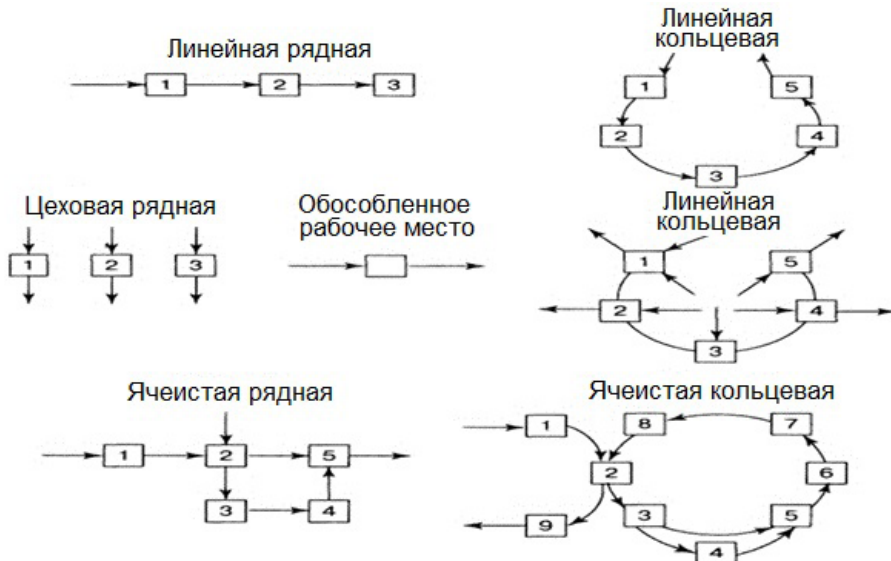 Линейная рядная
1 2 3
Линейная
кольцевая
1 5
2 4
3
Цеховая рядная
1 2 3
Обособленное
рабочее место
Линейная
кольцевая
1 5
2 4
3
Ячеистая рядная
1 2 5
3 4
Ячеистая кольцевая
1 8 7
2 6
9 3 5
4